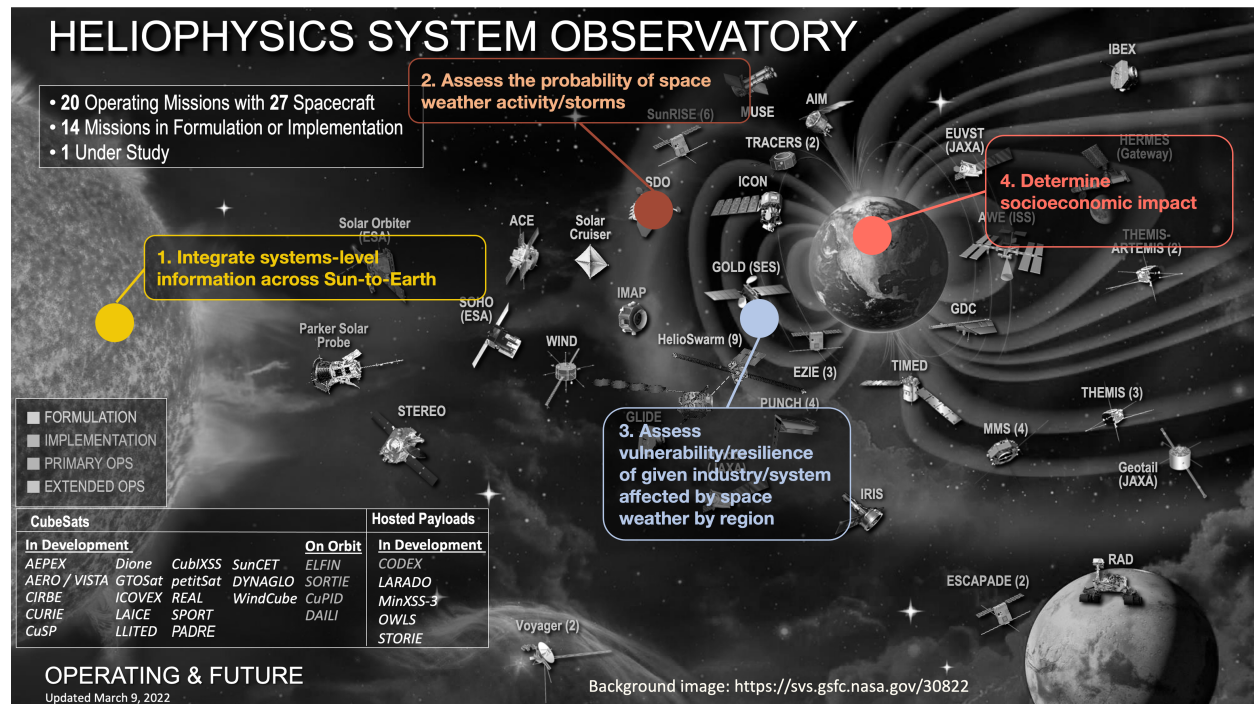 HELIOPHYSICS SYSTEM OBSERVATORY
• 20 Operating Missions with 27 Spacecraft
• 14 Missions in Formulation or Implementation
• 1 Under Study
2. Assess the probability of space
weather activity/storms
SunRISE (6)
MUSE
AIM
IBEX
TRACERS (2)
EUVST
(JAXA)
HERMES
(Gateway)
SDO
ICON
4. Determine
socioeconomic impact
AWE (ISS)
Solar Orbiter
(ESA)
ACE
Solar
Cruiser
THEMIS-
ARTEMIS (2)
1. Integrate systems-level
information across Sun-to-Earth
GOLD (SES)
IMAP
SOHO
(ESA)
GDC
Parker Solar
Probe
WIND
HelioSwarm (9)
EZIE (3)
TIMED
STEREO
PUNCH (4)
THEMIS (3)
GLIDE
3. Assess
vulnerability/resilience
of given industry/system
affected by space
weather by region
(JAXA)
MMS (4)
Geotail
(JAXA)
IRIS
FORMULATION
IMPLEMENTATION
PRIMARY OPS
EXTENDED OPS
CubeSats
In Development
AEPEX
AERO / VISTA
CIRBE
CURIE
CuSP
Dione
GTOSat
ICOVEX
LAICE
LLITED
CubIXSS
petitSat
REAL
SPORT
PADRE
SunCET
DYNAGLO
WindCube
On Orbit
ELFIN
SORTIE
CuPID
DAILI
Hosted Payloads
In Development
CODEX
LARADO
MinXSS-3
OWLS
STORIE
Voyager (2)
ESCAPADE (2)
RAD
OPERATING & FUTURE
Updated March 9, 2022
Background image: https://svs.gsfc.nasa.gov/30822